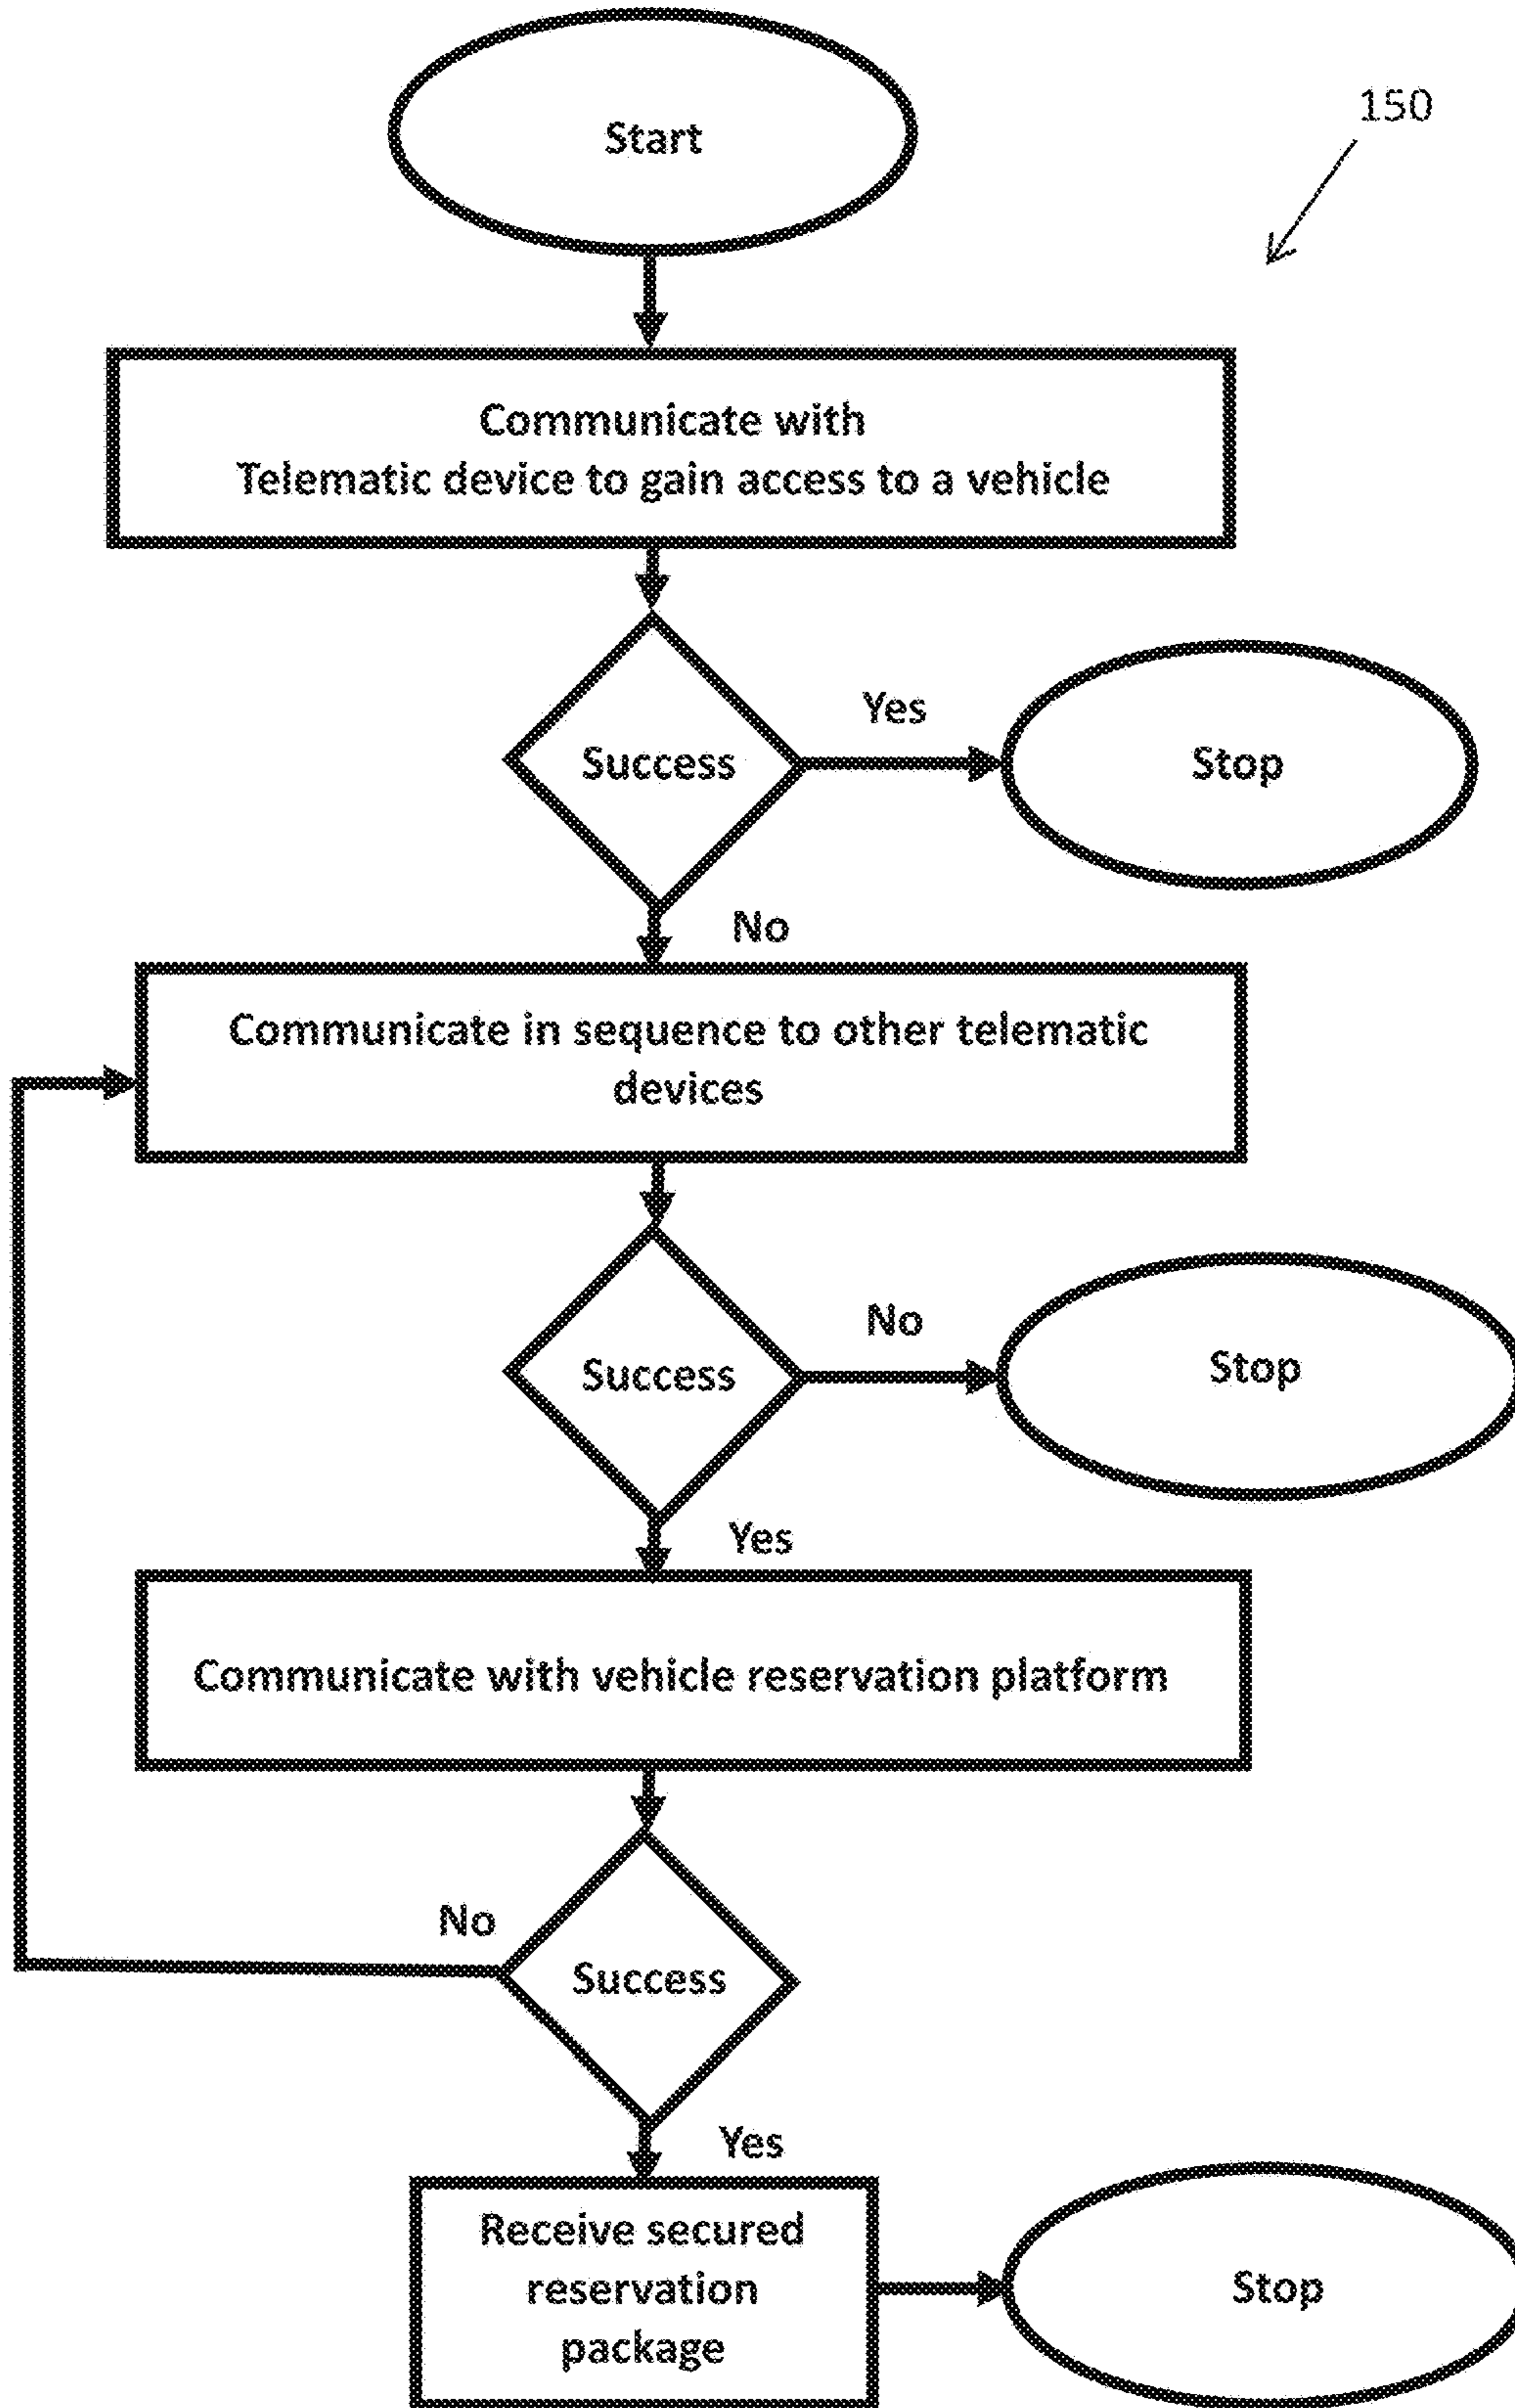 Start
150
Communicate with
Telematic device to gain access to a vehicle
Yes
Success
Stop
No
Communicate in sequence to other telematic
devices
No
Success
Stop
Yes
Communicate with vehicle reservation platform
No
Success
Yes
Receive secured
reservation
package
Stop